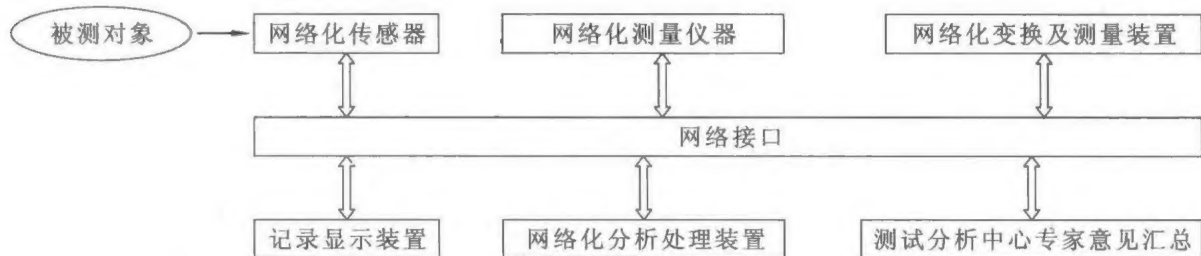 被测对象
网络化传感器
网络化测量仪器
网络化变换及测量装置
网络接口
记录显示装置
网络化分析处理装置
测试分析中心专家意见汇总